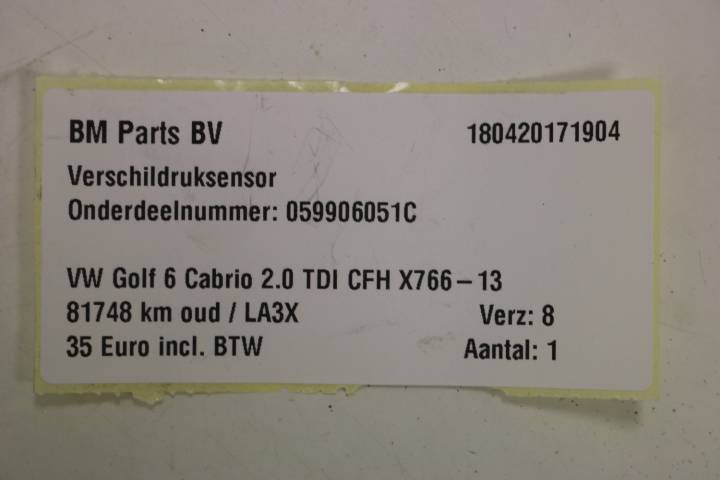 BM Parts BV 180420171904
Verschildruksensor
Onderdeelnummer: 059906051C
VW Golf 6 Cabrio 2.0 TDI CFH X766-13
81748 km oud / LA3X Verz: 8
35 Euro incl. BTW Aantal: 1